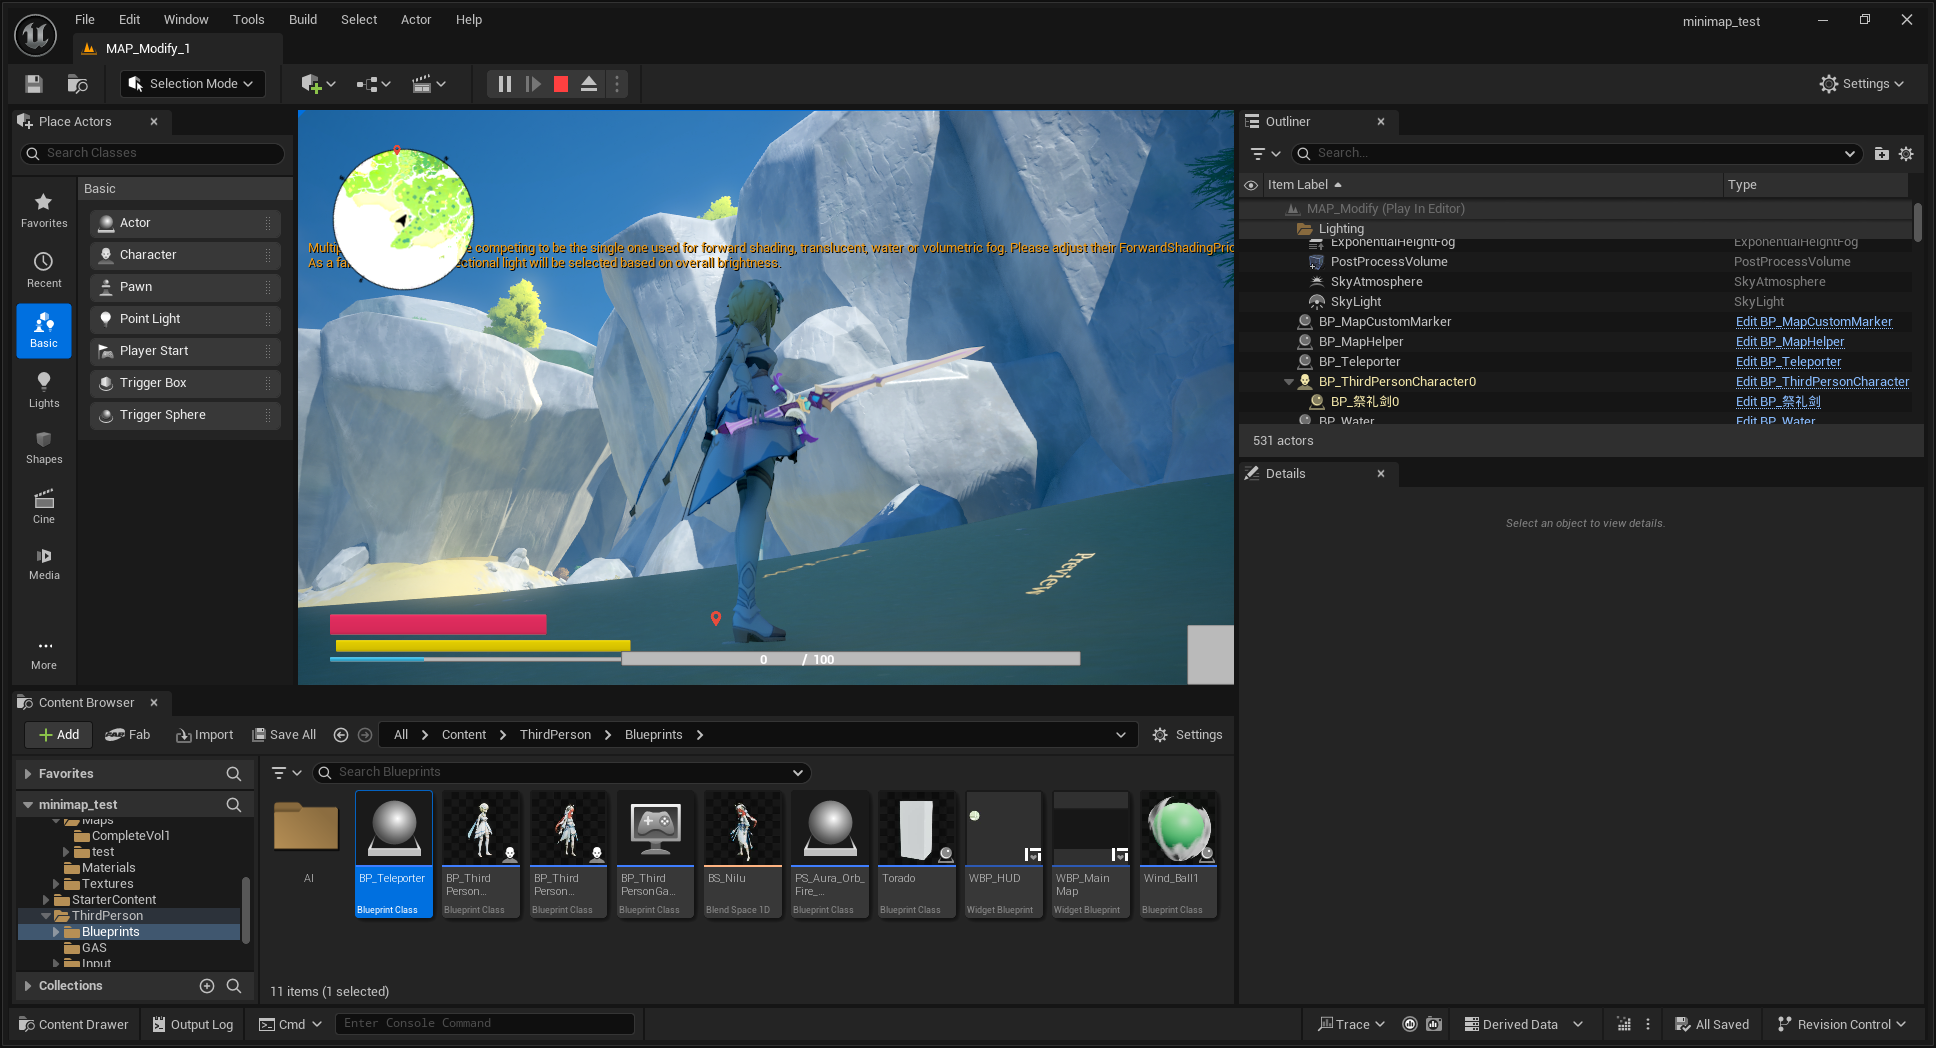 File Edit Window Tools Build Select Actor Help
minimap_test
MAP_Modify_1
Selection Mode
Settings
Place Actors
Search Classes
Basic
Favorites
Recent
Basic
Lights
Shapes
Cine
Media
More
Actor
Character
Pawn
Point Light
Player Start
Trigger Box
Trigger Sphere
competing to be the single one used for forward shading, translucent, water or volumetric fog. Please adjust their
As a
light will be selected based on overall brightness.
Preview
0 / 100
Outliner
Search...
Item Label Type
MAP_Modify (Play In Editor)
Lighting
ExponentialHeightFog ExponentialHeightFog
PostProcessVolume PostProcessVolume
SkyAtmosphere SkyAtmosphere
SkyLight SkyLight
BP_MapCustomMarker Edit BP_MapCustomMarker
BP_MapHelper Edit BP_MapHelper
BP_Teleporter Edit BP_Teleporter
BP_ThirdPersonCharacter0 Edit BP_ThirdPersonCharacter
BP_祭礼剑0 Edit BP_祭礼剑
BP_Water Edit BP_Water
531 actors
Details
Select an object to view details.
Content Browser
Add Fab Import Save All All Content ThirdPerson Blueprints Settings
Favorites
minimap_test
Maps
CompleteVol1
test
Materials
Textures
StarterContent
ThirdPerson
Blueprints
GAS
Input
Collections
Search Blueprints
AI
BP_Teleporter
Blueprint Class
BP_Third
Person...
Blueprint Class
BP_Third
Person...
Blueprint Class
BP_Third
PersonGa...
Blueprint Class
BS_Nilu
Blend Space 1D
PS_Aura_Orb_
Fire_...
Blueprint Class
Torado
Blueprint Class
WBP_HUD
Widget Blueprint
WBP_Main
Map
Widget Blueprint
Wind_Ball1
Blueprint Class
11 items (1 selected)
Content Drawer Output Log Cmd Enter Console Command Trace Derived Data All Saved Revision Control